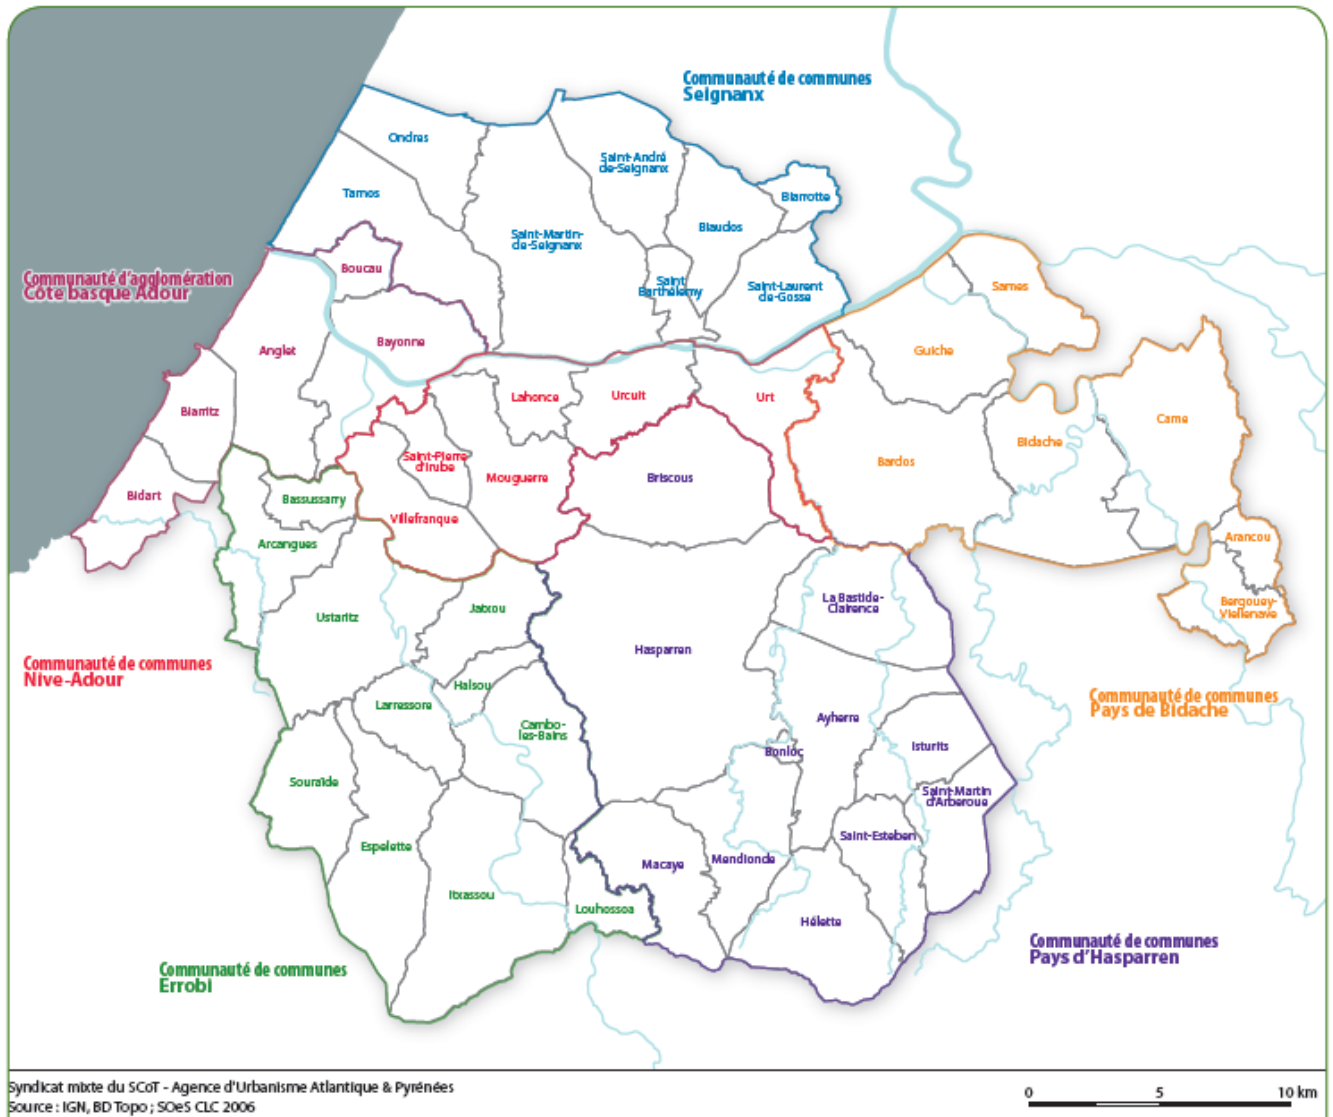 Communauté de communes
Seignanx
Ondres
Saint-André
de-Seignanx
Tarnos
Biarrotte
Biaudos
Saint-Martin-
de-Seignanx
Boucau
Communauté d'agglomération
Côte basque Adour
Saint
Barthélemy
Saint-Laurent
de-Gosse
Sames
Anglet
Bayonne
Guiche
Biarritz
Lahonce
Urcuit
Urt
Came
Bidache
Saint-Pierre
d'Irube
Bardos
Mouguerre
Briscous
Bidart
Bassussarry
Villefranque
Arcangues
Arancou
La Bastide-
Clairence
Bergouey-
Viellenave
Jatxou
Ustaritz
Hasparren
Communauté de communes
Nive-Adour
Halsou
Communauté de communes
Pays de Bidache
Larressore
Ayherre
Cambo-
les-Bains
Isturits
Bonloc
Souraïde
Saint-Martin
d'Arberoue
Saint-Esteben
Espelette
Macaye
Mendionde
Itxassou
Louhossoa
Hélette
Communauté de communes
Pays d'Hasparren
Communauté de communes
Errobi
Syndicat mixte du SCoT - Agence d'Urbanisme Atlantique & Pyrénées
Source : IGN, BD Topo ; SOeS CLC 2006
0 5 10 km